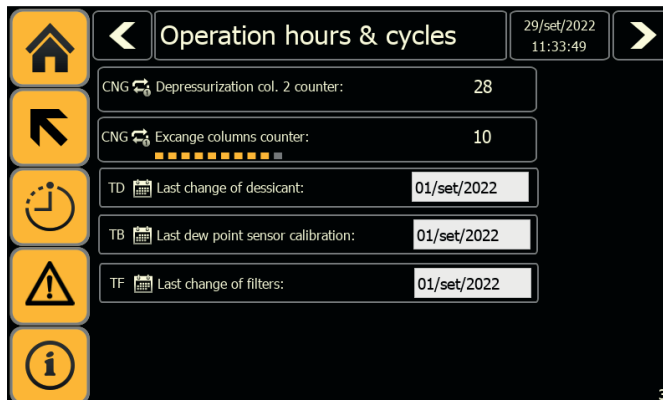 Operation hours & cycles
29/set/2022
11:33:49
CNG Depressurization col. 2 counter: 28
CNG Excange columns counter: 10
TD Last change of dessicant: 01/set/2022
TB Last dew point sensor calibration: 01/set/2022
TF Last change of filters: 01/set/2022